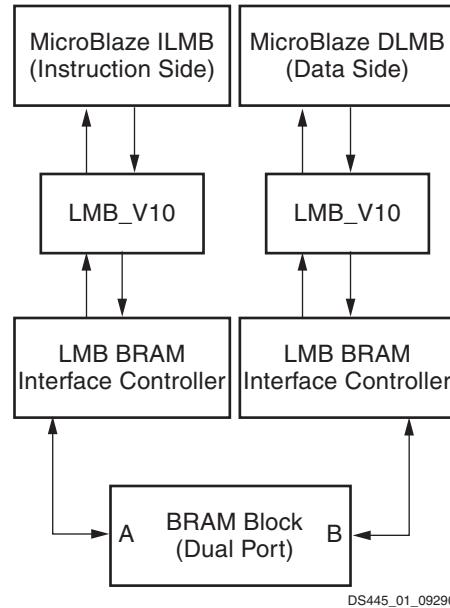 MicroBlaze ILMB
(Instruction Side)
MicroBlaze DLMB
(Data Side)
LMB_V10
LMB_V10
LMB BRAM
Interface Controller
LMB BRAM
Interface Controller
A
BRAM Block
(Dual Port)
B